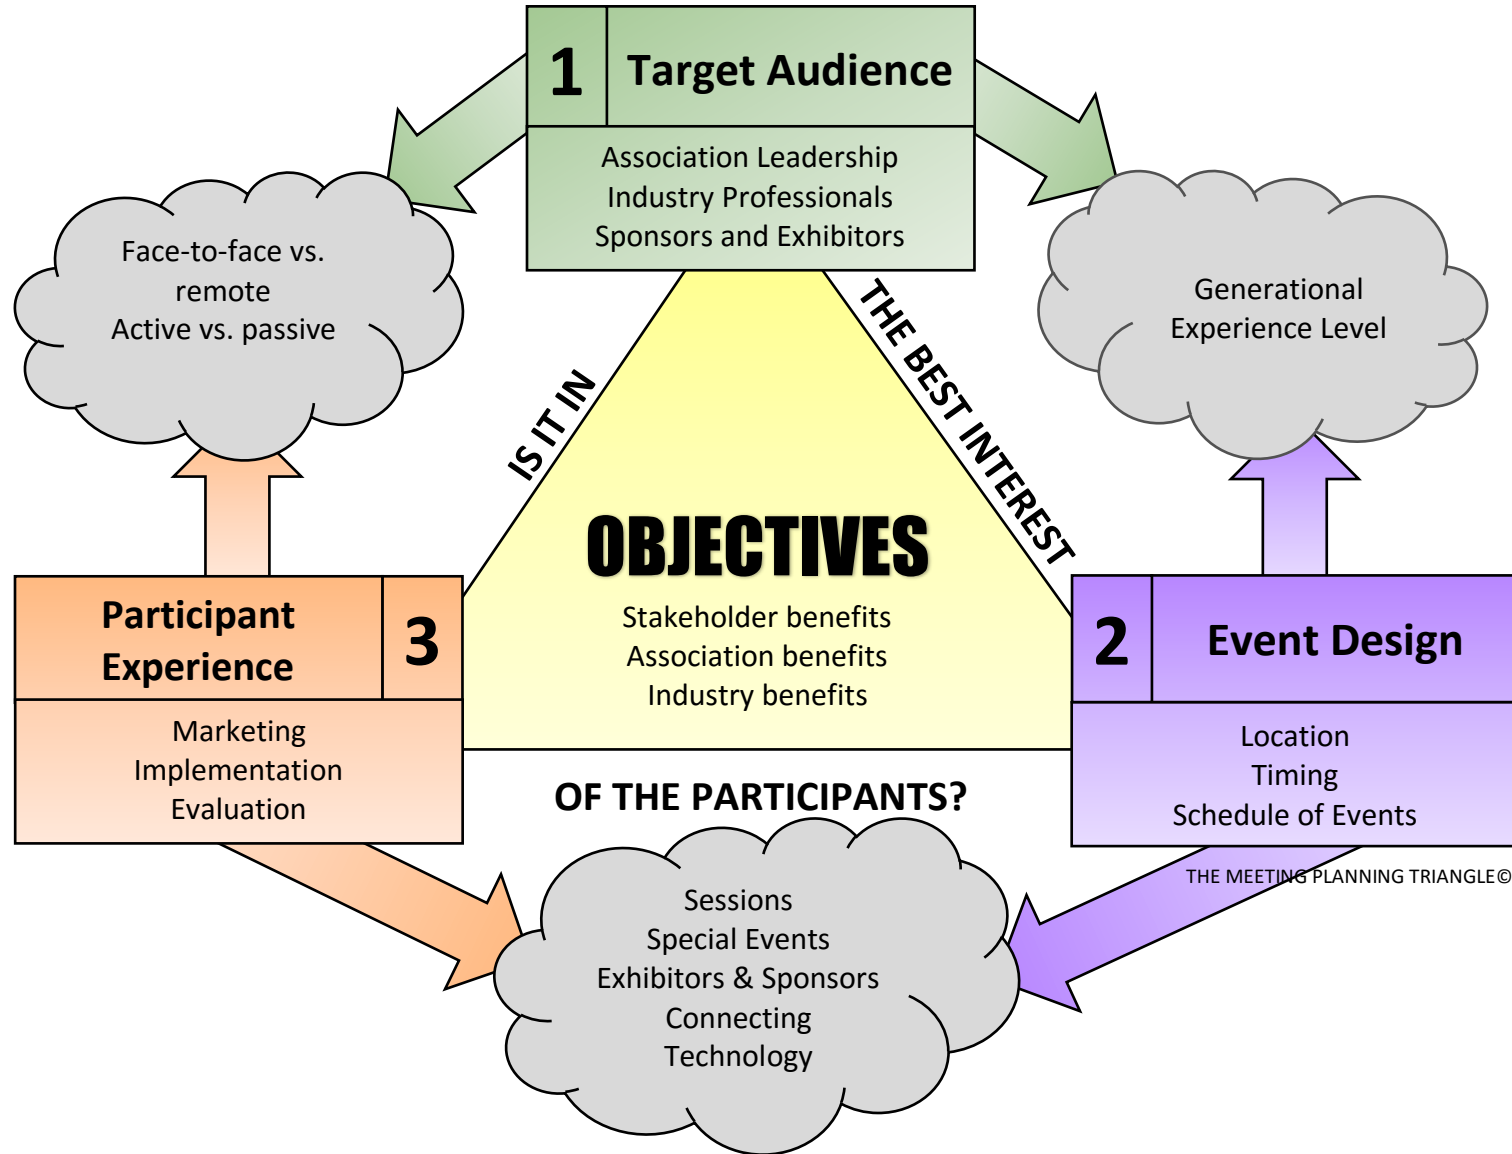 1
Target Audience
Association Leadership
Industry Professionals
Sponsors and Exhibitors
Face-to-face vs.
remote
Active vs. passive
Generational
Experience Level
IS IT IN
THE BEST INTEREST
OBJECTIVES
Stakeholder benefits
Association benefits
Industry benefits
Participant
Experience
3
Marketing
Implementation
Evaluation
2
Event Design
Location
Timing
Schedule of Events
OF THE PARTICIPANTS?
THE MEETING PLANNING TRIANGLE©
Sessions
Special Events
Exhibitors & Sponsors
Connecting
Technology